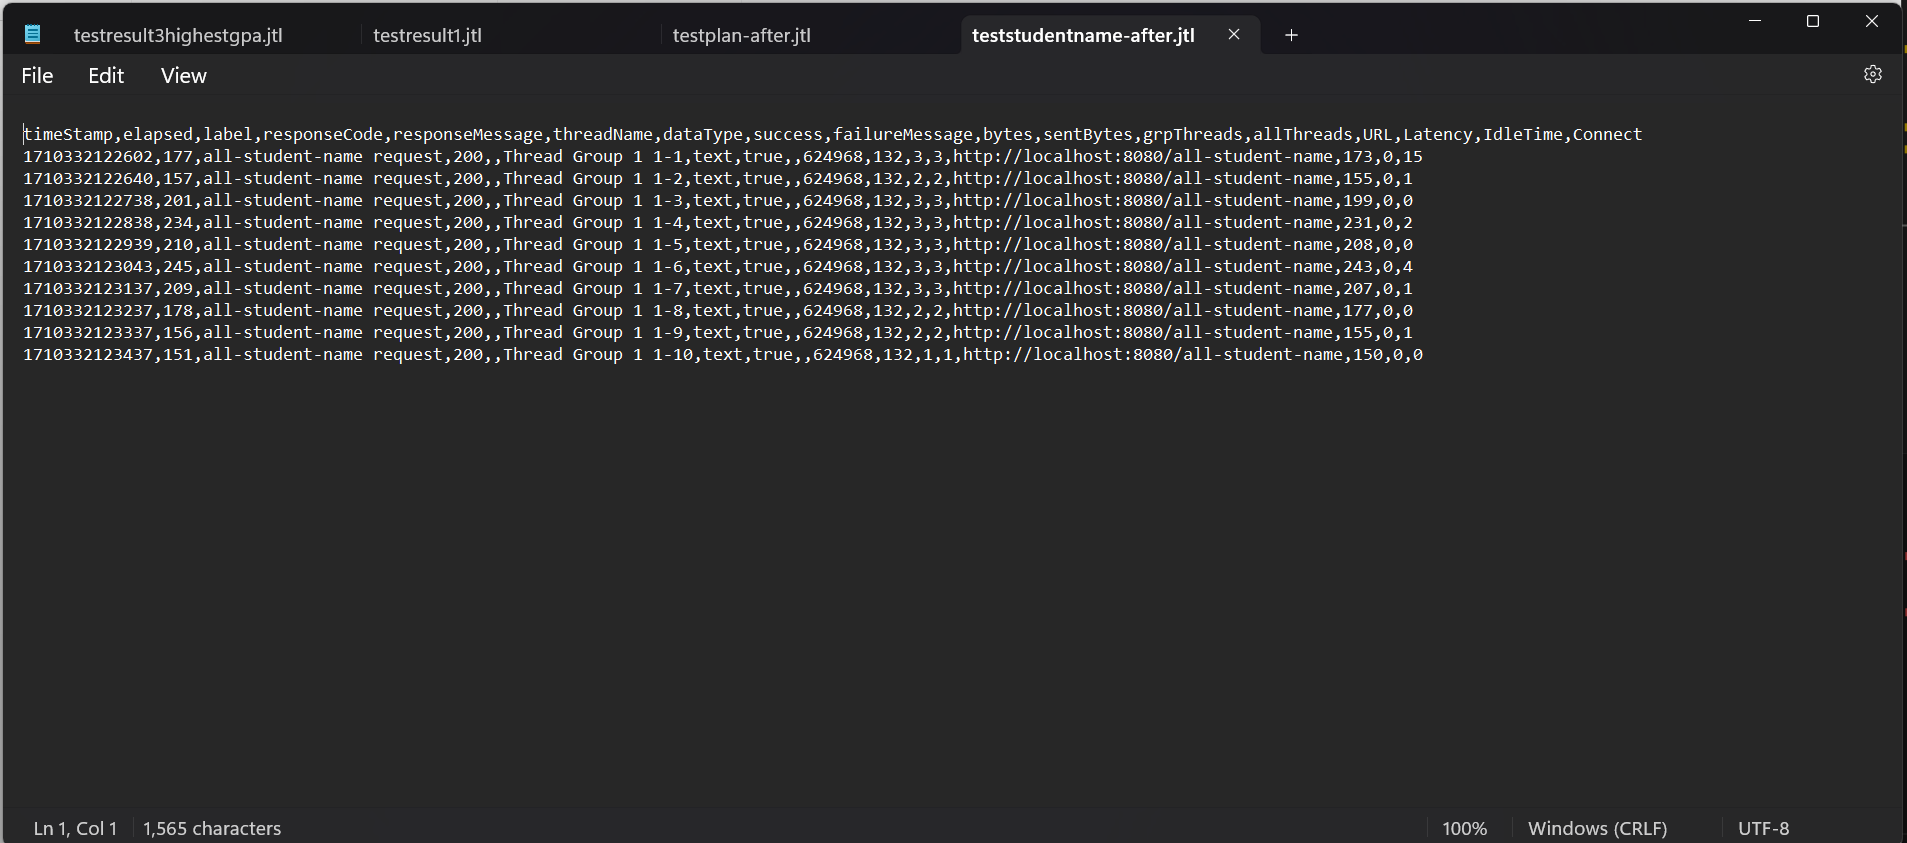 testresult3highestgpa.jtl testresult1.jtl testplan-after.jtl teststudentname-after.jtl
File Edit View
timeStamp,elapsed,label,responseCode,responseMessage,threadName,dataType,success,failureMessage,bytes,sentBytes,grpThreads,allThreads,URL,Latency,IdleTime,Connect
1710332122602,177,all-student-name request,200,,Thread Group 1 1-1,text,true,,624968,132,3,3,http://localhost:8080/all-student-name,173,0,15
1710332122640,157,all-student-name request,200,,Thread Group 1 1-2,text,true,,624968,132,2,2,http://localhost:8080/all-student-name,155,0,1
1710332122738,201,all-student-name request,200,,Thread Group 1 1-3,text,true,,624968,132,3,3,http://localhost:8080/all-student-name,199,0,0
1710332122838,234,all-student-name request,200,,Thread Group 1 1-4,text,true,,624968,132,3,3,http://localhost:8080/all-student-name,231,0,2
1710332122939,210,all-student-name request,200,,Thread Group 1 1-5,text,true,,624968,132,3,3,http://localhost:8080/all-student-name,208,0,0
1710332123043,245,all-student-name request,200,,Thread Group 1 1-6,text,true,,624968,132,3,3,http://localhost:8080/all-student-name,243,0,4
1710332123137,209,all-student-name request,200,,Thread Group 1 1-7,text,true,,624968,132,3,3,http://localhost:8080/all-student-name,207,0,1
1710332123237,178,all-student-name request,200,,Thread Group 1 1-8,text,true,,624968,132,2,2,http://localhost:8080/all-student-name,177,0,0
1710332123337,156,all-student-name request,200,,Thread Group 1 1-9,text,true,,624968,132,2,2,http://localhost:8080/all-student-name,155,0,1
1710332123437,151,all-student-name request,200,,Thread Group 1 1-10,text,true,,624968,132,1,1,http://localhost:8080/all-student-name,150,0,0
Ln 1, Col 1 1,565 characters 100% Windows (CRLF) UTF-8